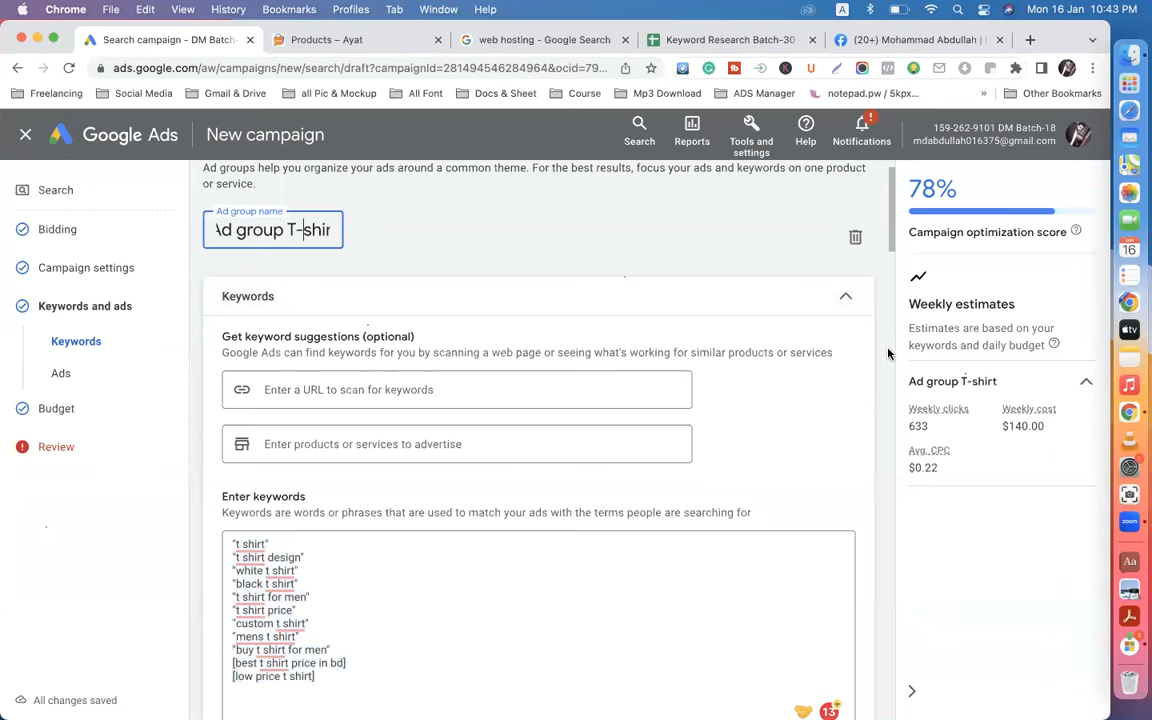 Chrome File Edit View History Bookmarks Profiles Tab Window Help
A Mon 16 Jan 10:43 PM
Search campaign - DM Batch-
Products – Ayat
web hosting - Google Search
Keyword Research Batch-30 -
(20+) Mohammad Abdullah |
ads.google.com/aw/campaigns/new/search/draft?campaignId=281494546284964&ocid=79...
Freelancing
Social Media
Gmail & Drive
all Pic & Mockup
All Font
Docs & Sheet
Course
Mp3 Download
ADS Manager
notepad.pw / 5kpx...
»
Other Bookmarks
Google Ads
New campaign
Search
Reports
Tools and settings
Help
Notifications
159-262-9101 DM Batch-18
mdabdullah016375@gmail.com
Search
Bidding
Campaign settings
Keywords and ads
Keywords
Ads
Budget
Review
All changes saved
Ad groups help you organize your ads around a common theme. For the best results, focus your ads and keywords on one product
or service.
Ad group name
Ad group T-shir
Keywords
Get keyword suggestions (optional)
Google Ads can find keywords for you by scanning a web page or seeing what's working for similar products or services
Enter a URL to scan for keywords
Enter products or services to advertise
Enter keywords
Keywords are words or phrases that are used to match your ads with the terms people are searching for
"t shirt"
"t shirt design"
"white t shirt"
"black t shirt"
"t shirt for men"
"t shirt price"
"custom t shirt"
"mens t shirt"
"buy t shirt for men"
[best t shirt price in bd]
[low price t shirt]
13
78%
Campaign optimization score
Weekly estimates
Estimates are based on your
keywords and daily budget
Ad group T-shirt
Weekly clicks Weekly cost
633 $140.00
Avg. CPC
$0.22
JAN
16
tv
zoom
Aa